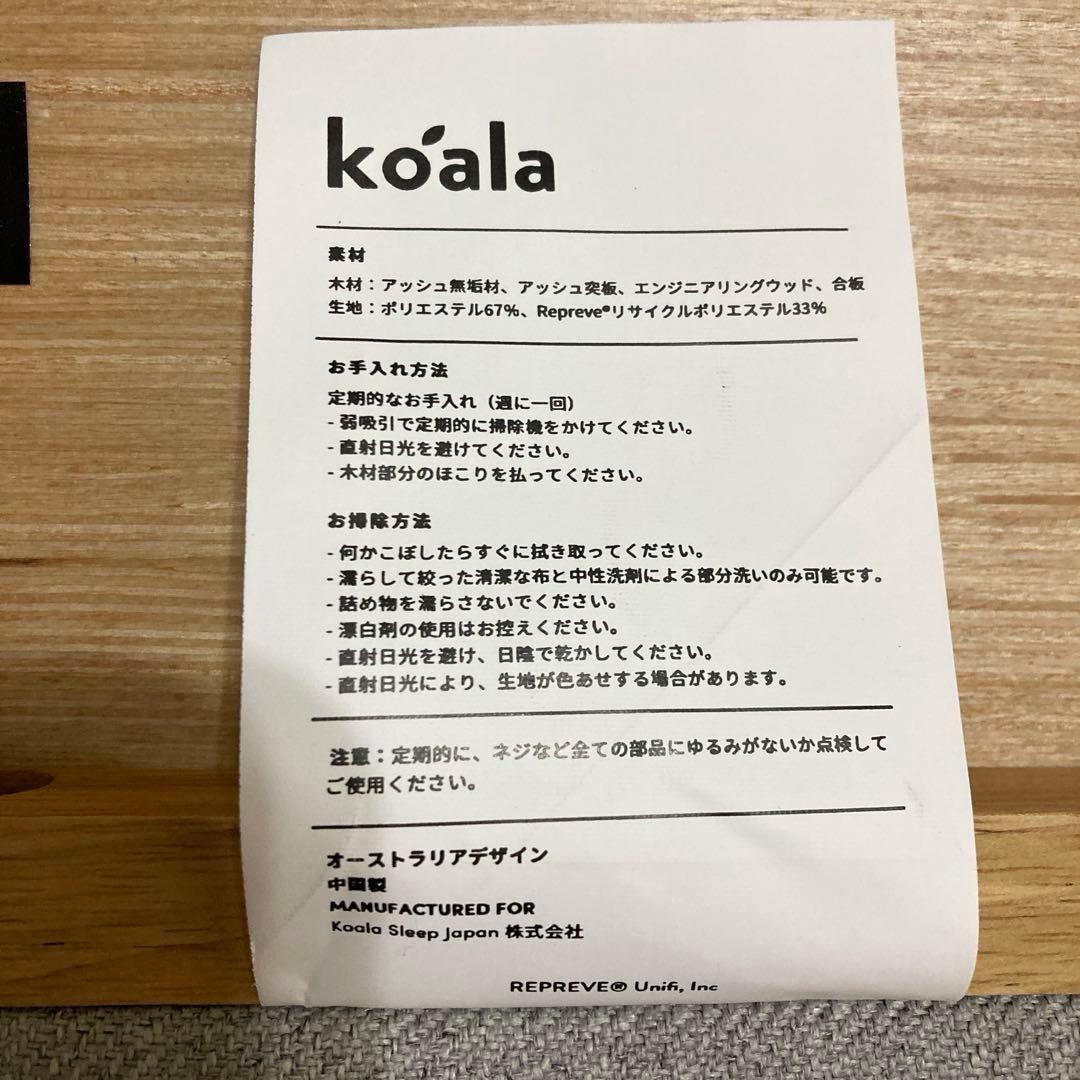 koala
素材
木材：アッシュ無垢材、アッシュ突板、エンジニアリングウッド、合板
生地：ポリエステル67%、Repreve®リサイクルポリエステル33%
お手入れ方法
定期的なお手入れ（週に一回）
- 弱吸引で定期的に掃除機をかけてください。
- 直射日光を避けてください。
- 木材部分のほこりを払ってください。
お掃除方法
- 何かこぼしたらすぐに拭き取ってください。
- 濡らして絞った清潔な布と中性洗剤による部分洗いのみ可能です。
- 詰め物を濡らさないでください。
- 漂白剤の使用はお控えください。
- 直射日光を避け、日陰で乾かしてください。
- 直射日光により、生地が色あせする場合があります。
注意：定期的に、ネジなど全ての部品にゆるみがないか点検して
ご使用ください。
オーストラリアデザイン
中国製
MANUFACTURED FOR
Koala Sleep Japan 株式会社
REPREVE® Unifi, Inc